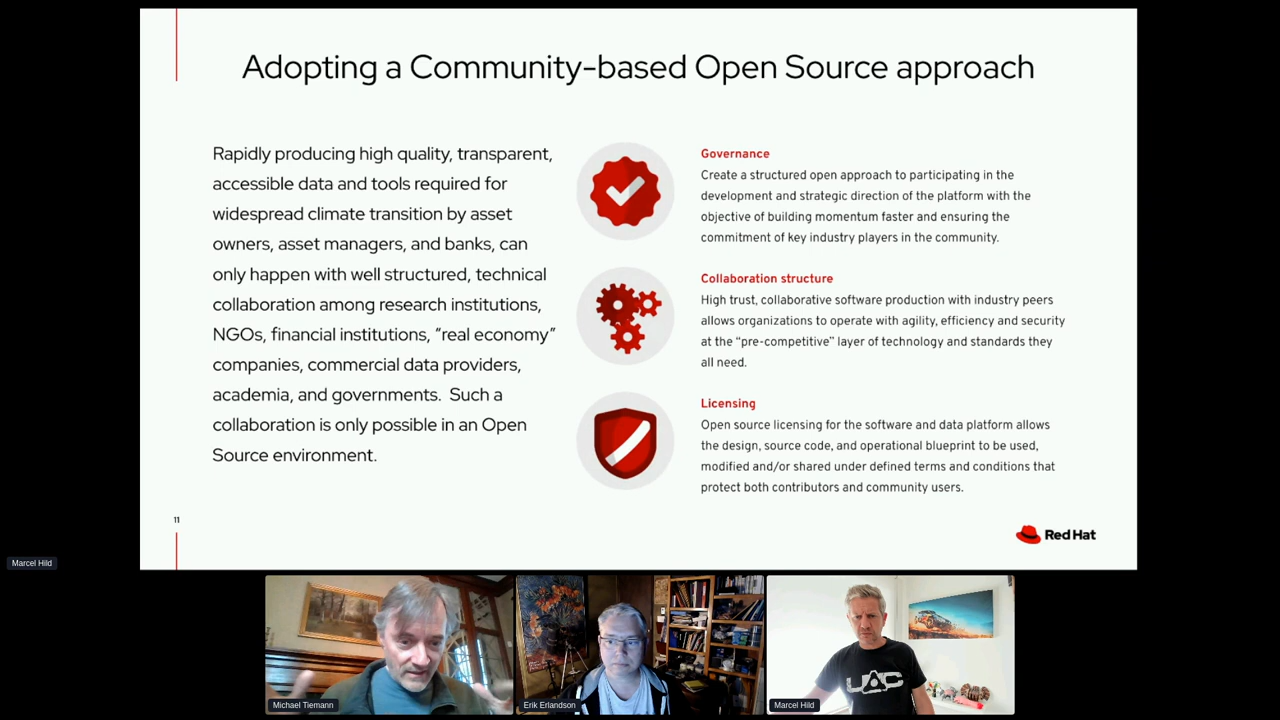 Adopting a Community-based Open Source approach
Rapidly producing high quality, transparent,
accessible data and tools required for
widespread climate transition by asset
owners, asset managers, and banks, can
only happen with well structured, technical
collaboration among research institutions,
NGOs, financial institutions, “real economy”
companies, commercial data providers,
academia, and governments.  Such a
collaboration is only possible in an Open
Source environment.
Governance
Create a structured open approach to participating in the
development and strategic direction of the platform with the
objective of building momentum faster and ensuring the
commitment of key industry players in the community.
Collaboration structure
High trust, collaborative software production with industry peers
allows organizations to operate with agility, efficiency and security
at the “pre-competitive” layer of technology and standards they
all need.
Licensing
Open source licensing for the software and data platform allows
the design, source code, and operational blueprint to be used,
modified and/or shared under defined terms and conditions that
protect both contributors and community users.
11
Red Hat
Marcel Hild
Michael Tiemann
Erik Erlandson
Marcel Hild
UAC